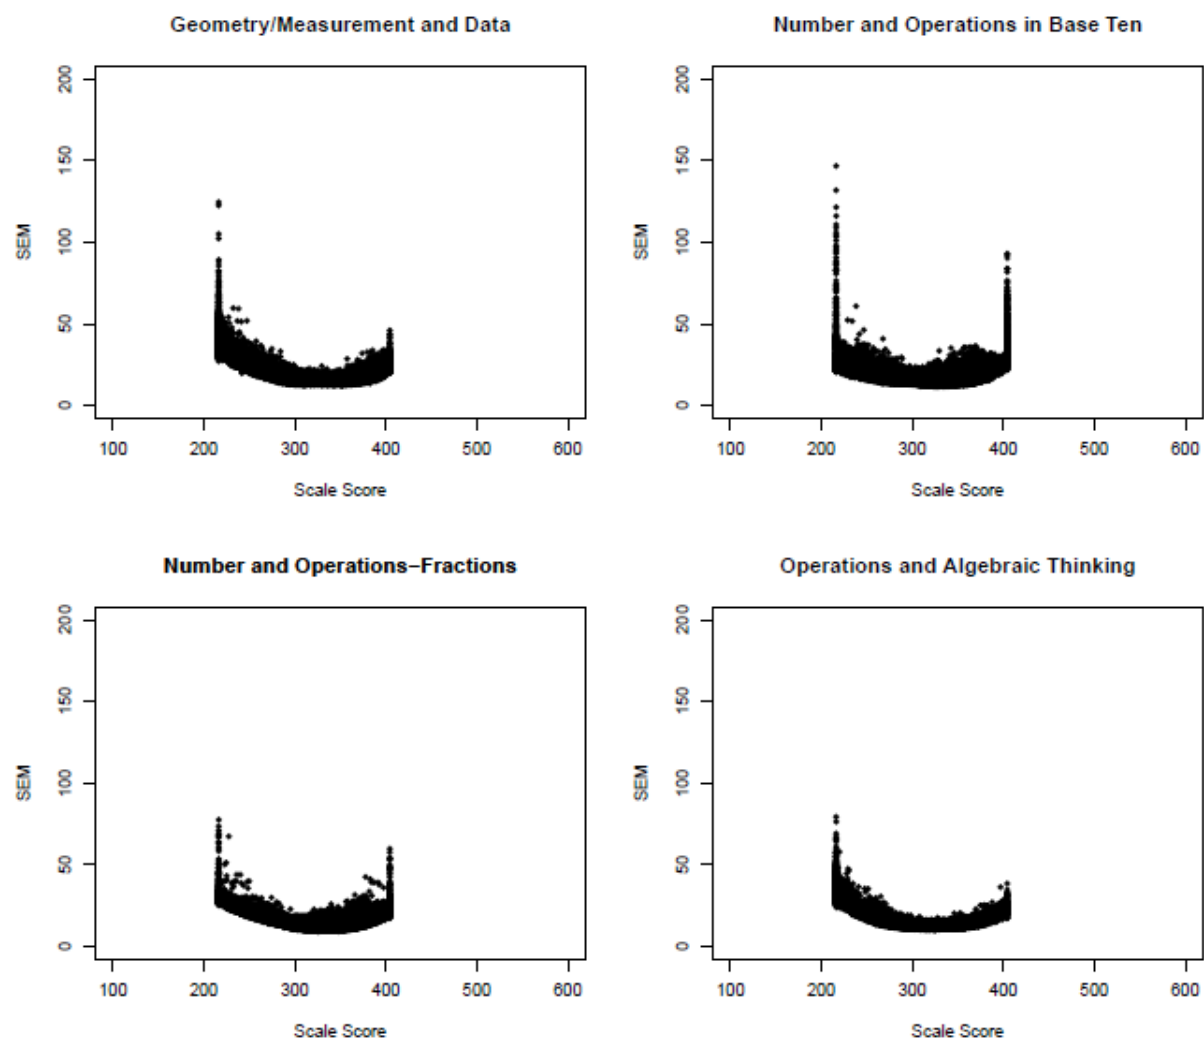 Geometry/Measurement and Data
200
150
100
50
0
SEM
100 200 300 400 500 600
Scale Score
Number and Operations in Base Ten
200
150
100
50
0
SEM
100 200 300 400 500 600
Scale Score
Number and Operations−Fractions
200
150
100
50
0
SEM
100 200 300 400 500 600
Scale Score
Operations and Algebraic Thinking
200
150
100
50
0
SEM
100 200 300 400 500 600
Scale Score